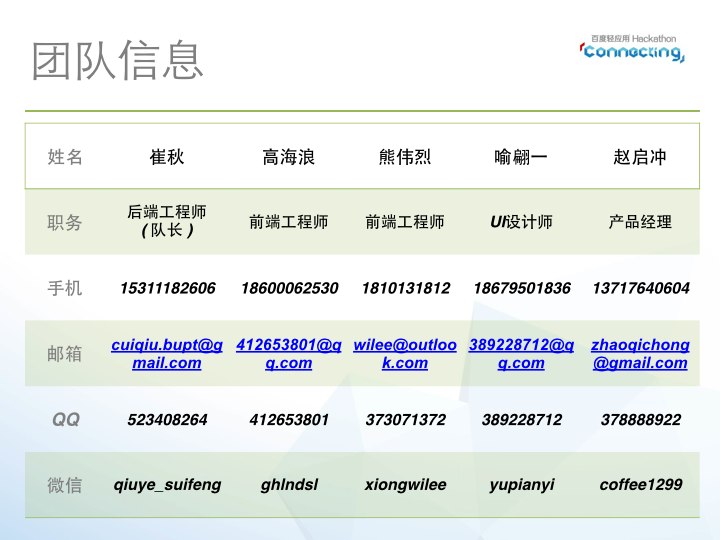 团队信息
百度轻应用 Hackathon
Connecting
姓名 崔秋 高海浪 熊伟烈 喻翩一 赵启冲
职务 后端工程师 前端工程师 前端工程师 UI设计师 产品经理
(队长)
手机 15311182606 18600062530 1810131812 18679501836 13717640604
邮箱 cuiqiu.bupt@g 412653801@q wilee@outloo 389228712@q zhaoqichong
mail.com q.com k.com q.com @gmail.com
QQ 523408264 412653801 373071372 389228712 378888922
微信 qiuye_suifeng ghlndsl xiongwilee yupianyi coffee1299